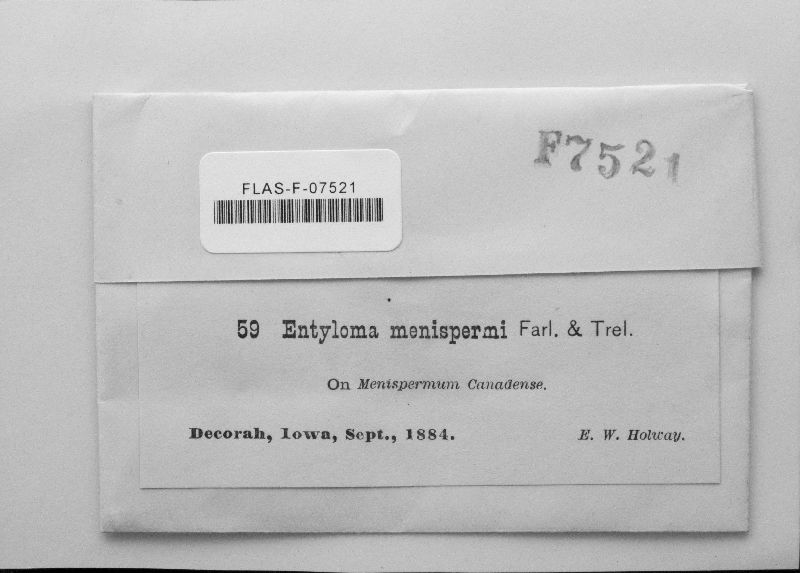 F7521
FLAS-F-07521
59 Entyloma menispermi Farl. & Trel.
On Menispermum Canadense.
Decorah, Iowa, Sept., 1884. E. W. Holway.